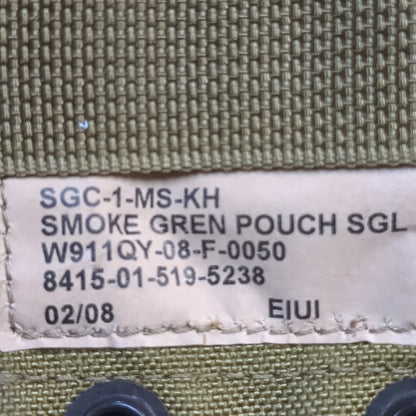 SGC-1-MS-KH
SMOKE GREN POUCH SGL
W911QY-08-F-0050
8415-01-519-5238
02/08 EIUI